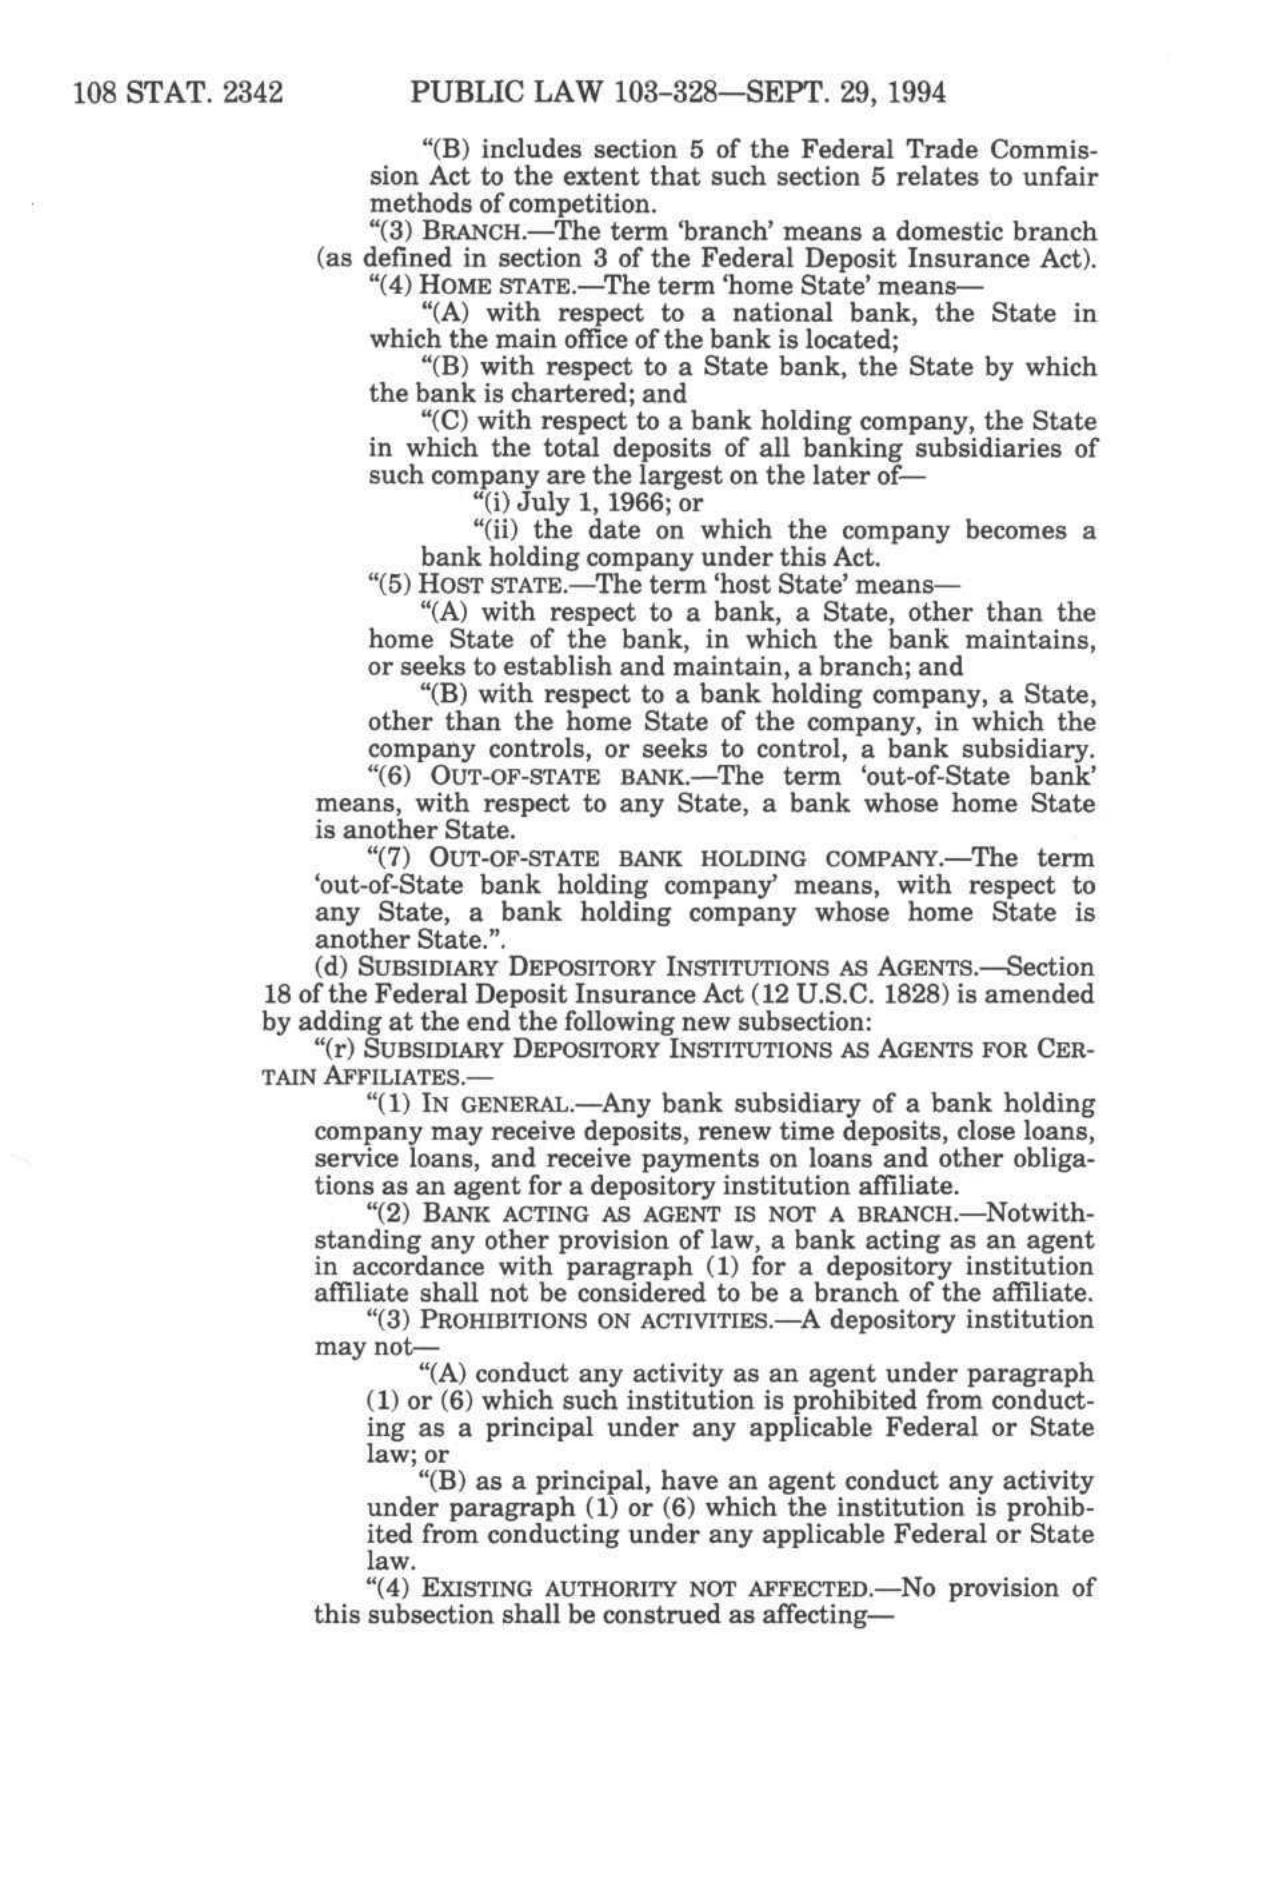 108 STAT. 2342 PUBLIC LAW 103–328—SEPT. 29, 1994
“(B) includes section 5 of the Federal Trade Commis-
sion Act to the extent that such section 5 relates to unfair
methods of competition.
“(3) BRANCH.—The term ‘branch’ means a domestic branch
(as defined in section 3 of the Federal Deposit Insurance Act).
“(4) HOME STATE.—The term ‘home State’ means—
“(A) with respect to a national bank, the State in
which the main office of the bank is located;
“(B) with respect to a State bank, the State by which
the bank is chartered; and
“(C) with respect to a bank holding company, the State
in which the total deposits of all banking subsidiaries of
such company are the largest on the later of—
“(i) July 1, 1966; or
“(ii) the date on which the company becomes a
bank holding company under this Act.
“(5) HOST STATE.—The term ‘host State’ means—
“(A) with respect to a bank, a State, other than the
home State of the bank, in which the bank maintains,
or seeks to establish and maintain, a branch; and
“(B) with respect to a bank holding company, a State,
other than the home State of the company, in which the
company controls, or seeks to control, a bank subsidiary.
“(6) OUT-OF-STATE BANK.—The term ‘out-of-State bank’
means, with respect to any State, a bank whose home State
is another State.
“(7) OUT-OF-STATE BANK HOLDING COMPANY.—The term
‘out-of-State bank holding company’ means, with respect to
any State, a bank holding company whose home State is
another State.”.
(d) SUBSIDIARY DEPOSITORY INSTITUTIONS AS AGENTS.—Section
18 of the Federal Deposit Insurance Act (12 U.S.C. 1828) is amended
by adding at the end the following new subsection:
“(r) SUBSIDIARY DEPOSITORY INSTITUTIONS AS AGENTS FOR CER-
TAIN AFFILIATES.—
“(1) IN GENERAL.—Any bank subsidiary of a bank holding
company may receive deposits, renew time deposits, close loans,
service loans, and receive payments on loans and other obliga-
tions as an agent for a depository institution affiliate.
“(2) BANK ACTING AS AGENT IS NOT A BRANCH.—Notwith-
standing any other provision of law, a bank acting as an agent
in accordance with paragraph (1) for a depository institution
affiliate shall not be considered to be a branch of the affiliate.
“(3) PROHIBITIONS ON ACTIVITIES.—A depository institution
may not—
“(A) conduct any activity as an agent under paragraph
(1) or (6) which such institution is prohibited from conduct-
ing as a principal under any applicable Federal or State
law; or
“(B) as a principal, have an agent conduct any activity
under paragraph (1) or (6) which the institution is prohib-
ited from conducting under any applicable Federal or State
law.
“(4) EXISTING AUTHORITY NOT AFFECTED.—No provision of
this subsection shall be construed as affecting—